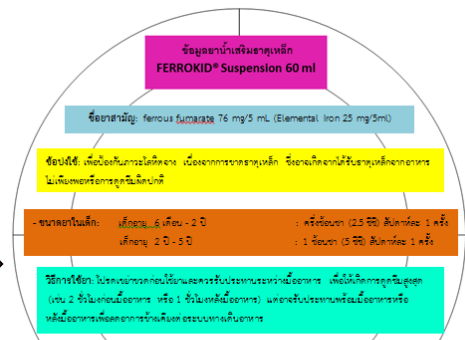 ข้อมูลยาน้ำเสริมธาตุเหล็ก
FERROKID® Suspension 60 ml
ชื่อยาสามัญ: ferrous fumarate 76 mg/5 mL (Elemental Iron 25 mg/5ml)
ข้อบ่งใช้: เพื่อป้องกันภาวะโลหิตจาง เนื่องจากการขาดธาตุเหล็ก ซึ่งอาจเกิดจากได้รับธาตุเหล็กจากอาหาร
ไม่เพียงพอหรือการดูดซึมผิดปกติ
- ขนาดยาในเด็ก: เด็กอายุ 6 เดือน - 2 ปี : ครึ่งช้อนชา (2.5 ซีซี) สัปดาห์ละ 1 ครั้ง
เด็กอายุ 2 ปี - 5 ปี : 1 ช้อนชา (5 ซีซี) สัปดาห์ละ 1 ครั้ง
วิธีการใช้ยา: โปรดเขย่าขวดก่อนใช้ยาและควรรับประทานระหว่างมื้ออาหาร เพื่อให้เกิดการดูดซึมสูงสุด
(เช่น 2 ชั่วโมงก่อนมื้ออาหาร หรือ 1 ชั่วโมงหลังมื้ออาหาร) แต่อาจรับประทานพร้อมมื้ออาหารหรือ
หลังมื้ออาหารเพื่อลดอาการข้างเคียงต่อระบบทางเดินอาหาร